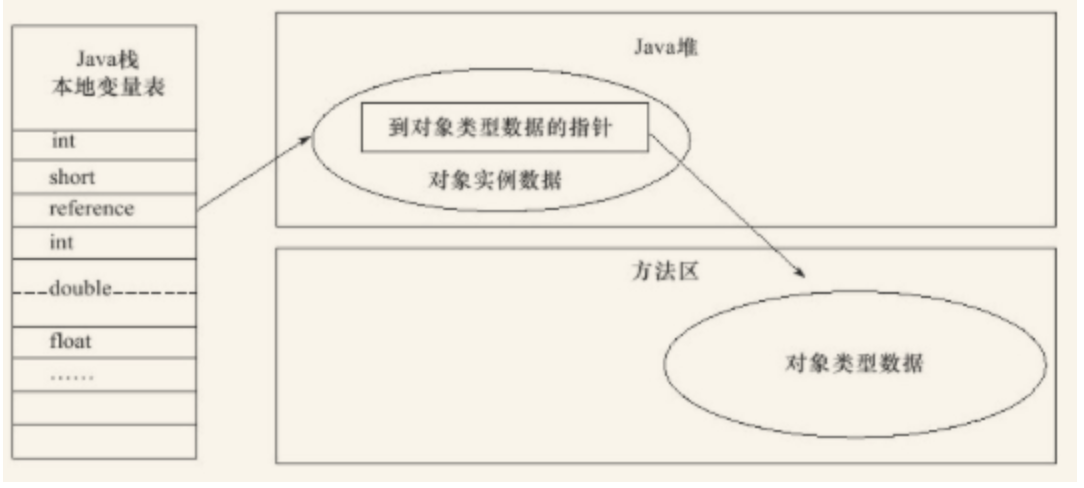 Java栈
本地变量表
int
short
reference
int
double
float
……
Java堆
到对象类型数据的指针
对象实例数据
方法区
对象类型数据